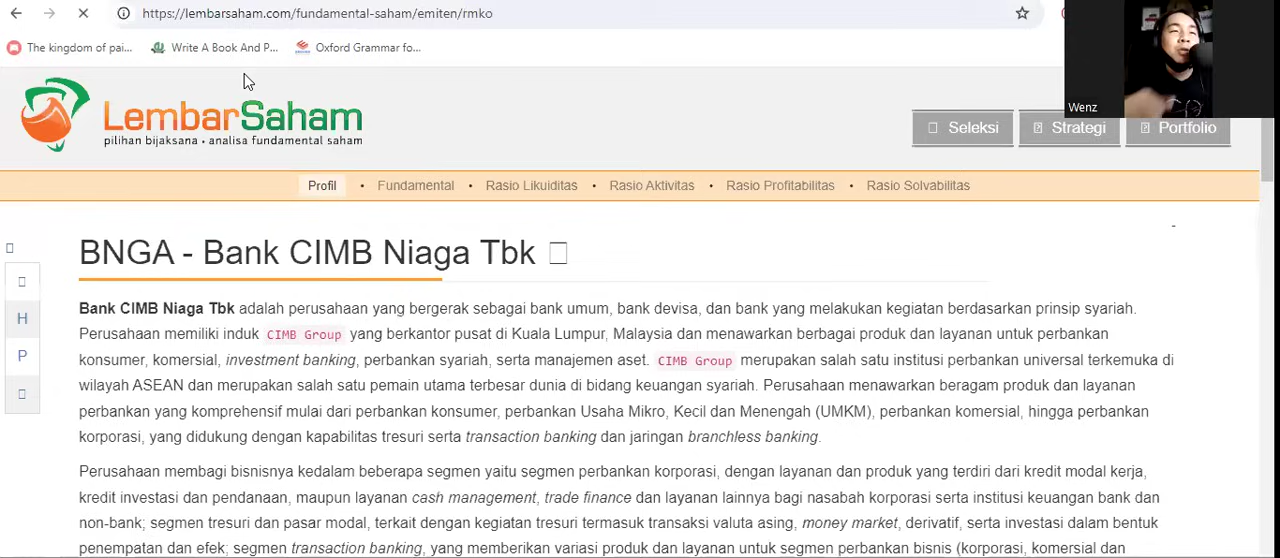 https://lembarsaham.com/fundamental-saham/emiten/rmko
The kingdom of pai... Write A Book And P... Oxford Grammar fo...
Wenz
LembarSaham
pilihan bijaksana • analisa fundamental saham
Seleksi Strategi Portfolio
Profil • Fundamental • Rasio Likuiditas • Rasio Aktivitas • Rasio Profitabilitas • Rasio Solvabilitas
BNGA - Bank CIMB Niaga Tbk
Bank CIMB Niaga Tbk adalah perusahaan yang bergerak sebagai bank umum, bank devisa, dan bank yang melakukan kegiatan berdasarkan prinsip syariah.
H
Perusahaan memiliki induk CIMB Group yang berkantor pusat di Kuala Lumpur, Malaysia dan menawarkan berbagai produk dan layanan untuk perbankan
P
konsumer, komersial, investment banking, perbankan syariah, serta manajemen aset. CIMB Group merupakan salah satu institusi perbankan universal terkemuka di
wilayah ASEAN dan merupakan salah satu pemain utama terbesar dunia di bidang keuangan syariah. Perusahaan menawarkan beragam produk dan layanan
perbankan yang komprehensif mulai dari perbankan konsumer, perbankan Usaha Mikro, Kecil dan Menengah (UMKM), perbankan komersial, hingga perbankan
korporasi, yang didukung dengan kapabilitas tresuri serta transaction banking dan jaringan branchless banking.
Perusahaan membagi bisnisnya kedalam beberapa segmen yaitu segmen perbankan korporasi, dengan layanan dan produk yang terdiri dari kredit modal kerja,
kredit investasi dan pendanaan, maupun layanan cash management, trade finance dan layanan lainnya bagi nasabah korporasi serta institusi keuangan bank dan
non-bank; segmen tresuri dan pasar modal, terkait dengan kegiatan tresuri termasuk transaksi valuta asing, money market, derivatif, serta investasi dalam bentuk
penempatan dan efek; segmen transaction banking, yang memberikan variasi produk dan layanan untuk segmen perbankan bisnis (korporasi, komersial dan